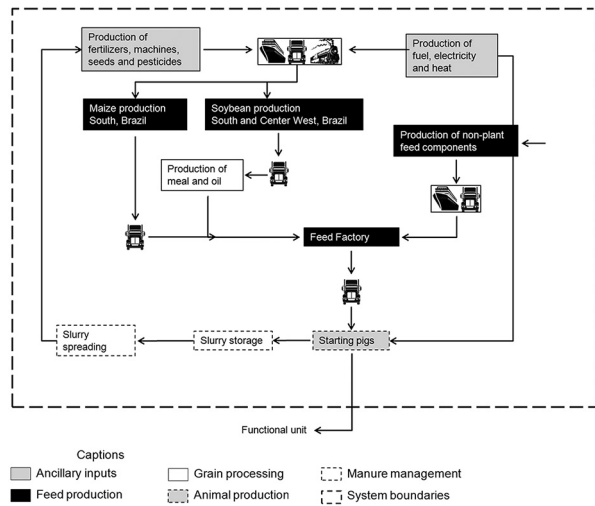 Production of
fertilizers, machines,
seeds and pesticides
Production of
fuel, electricity
and heat
Maize production
South, Brazil
Soybean production
South and Center West, Brazil
Production of non-plant
feed components
Production of
meal and oil
Feed Factory
Slurry
spreading
Slurry storage
Starting pigs
Functional unit
Captions
Ancillary inputs
Grain processing
Manure management
Feed production
Animal production
System boundaries